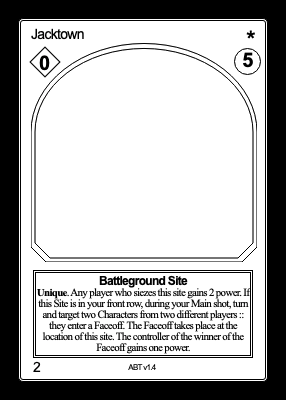 Jacktown
*
0
5
Battleground Site
Unique. Any player who siezes this site gains 2 power. If
this Site is in your front row, during your Main shot, turn
and target two Characters from two different players ::
they enter a Faceoff. The Faceoff takes place at the
location of this site. The controller of the winner of the
Faceoff gains one power.
2
ABT v1.4